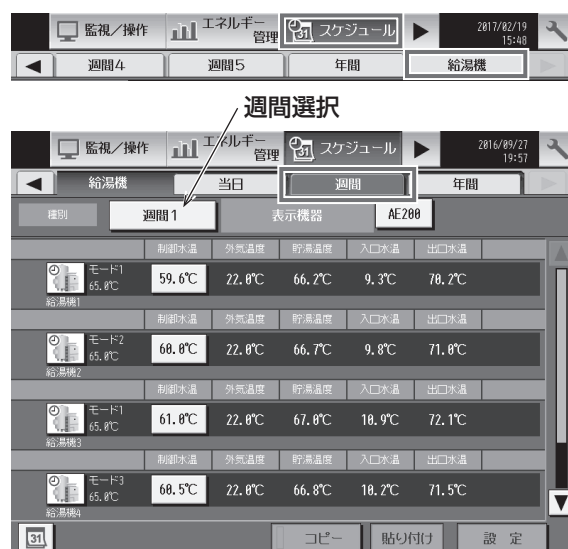 監視／操作 エネルギー管理 スケジュール 2017/02/19 15:48
週間4 週間5 年間 給湯機
週間選択
監視／操作 エネルギー管理 スケジュール 2016/09/27 19:57
給湯機 当日 週間 年間
種別 週間1 表示機器 AE200
制御水温 外気温度 貯湯温度 入口水温 出口水温
31 モード1 65.0℃ 59.6℃ 22.0℃ 66.2℃ 9.3℃ 70.2℃
給湯機1
制御水温 外気温度 貯湯温度 入口水温 出口水温
モード2 65.0℃ 60.0℃ 22.0℃ 66.7℃ 9.8℃ 71.0℃
給湯機2
制御水温 外気温度 貯湯温度 入口水温 出口水温
モード1 65.0℃ 61.0℃ 22.0℃ 67.0℃ 10.9℃ 72.1℃
給湯機3
制御水温 外気温度 貯湯温度 入口水温 出口水温
モード3 65.0℃ 60.5℃ 22.0℃ 66.8℃ 10.2℃ 71.5℃
給湯機4
31 コピー 貼り付け 設 定